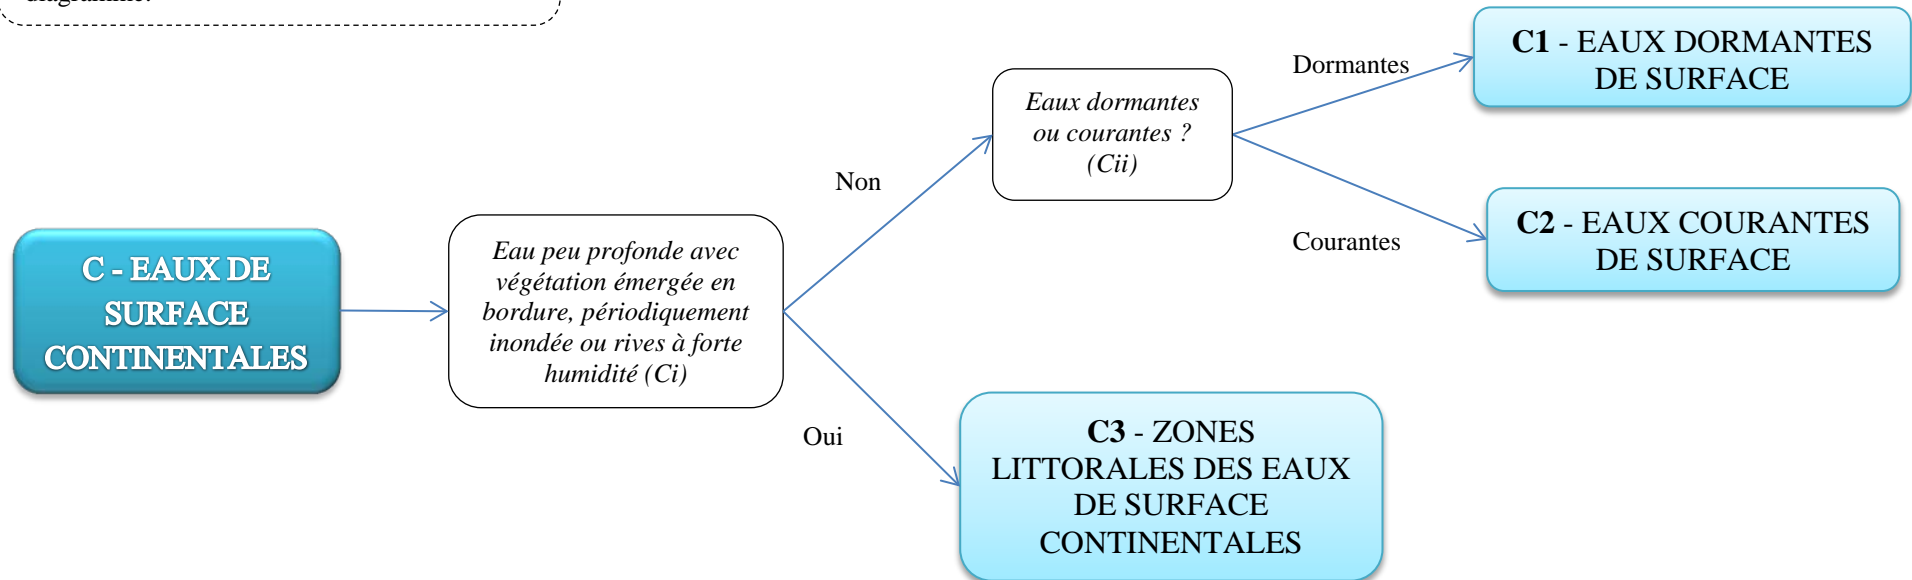 diagramme.
C - EAUX DE
SURFACE
CONTINENTALES
Eau peu profonde avec
végétation émergée en
bordure, périodiquement
inondée ou rives à forte
humidité (Ci)
Non
Oui
Eaux dormantes
ou courantes ?
(Cii)
Dormantes
Courantes
C1 - EAUX DORMANTES
DE SURFACE
C2 - EAUX COURANTES
DE SURFACE
C3 - ZONES
LITTORALES DES EAUX
DE SURFACE
CONTINENTALES